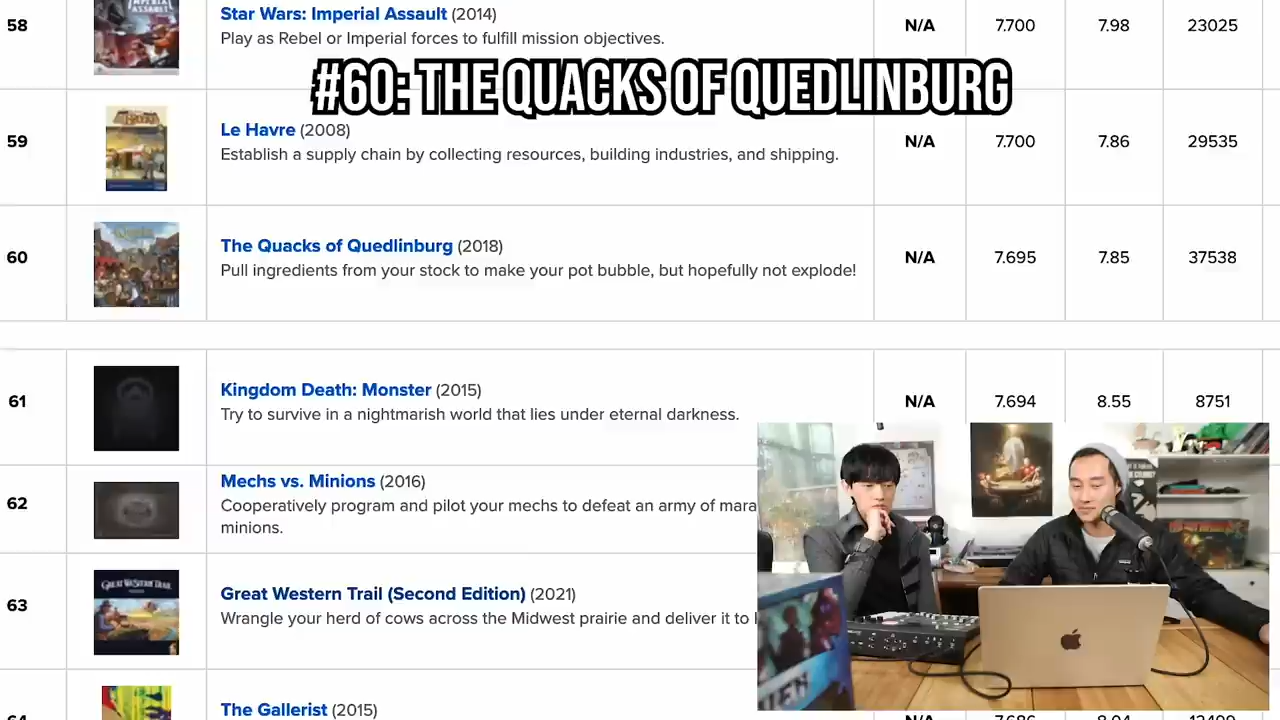 58
Star Wars: Imperial Assault (2014)
Play as Rebel or Imperial forces to fulfill mission objectives.
N/A 7.700 7.98 23025
#60: THE QUACKS OF QUEDLINBURG
59
Le Havre (2008)
Establish a supply chain by collecting resources, building industries, and shipping.
N/A 7.700 7.86 29535
60
The Quacks of Quedlinburg (2018)
Pull ingredients from your stock to make your pot bubble, but hopefully not explode!
N/A 7.695 7.85 37538
61
Kingdom Death: Monster (2015)
Try to survive in a nightmarish world that lies under eternal darkness.
N/A 7.694 8.55 8751
62
Mechs vs. Minions (2016)
Cooperatively program and pilot your mechs to defeat an army of mara
minions.
63
GREAT WESTERN TRAIL
Great Western Trail (Second Edition) (2021)
Wrangle your herd of cows across the Midwest prairie and deliver it to
The Gallerist (2015)